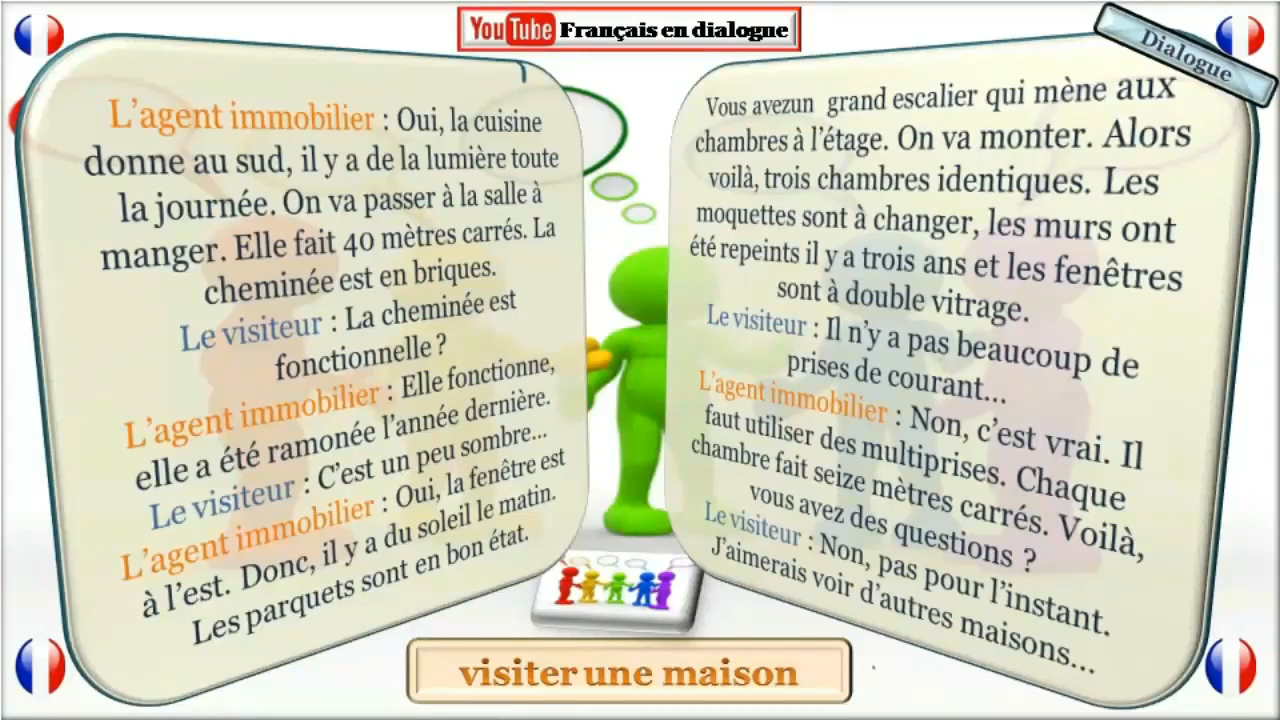 YouTube Français en dialogue
Dialogue
L'agent immobilier : Oui, la cuisine
donne au sud, il y a de la lumière toute
la journée. On va passer à la salle à
manger. Elle fait 40 mètres carrés. La
cheminée est en briques.
Le visiteur : La cheminée est
fonctionnelle ?
L'agent immobilier : Elle fonctionne,
elle a été ramonée l'année dernière.
Le visiteur : C'est un peu sombre...
L'agent immobilier : Oui, la fenêtre est
à l'est. Donc, il y a du soleil le matin.
Les parquets sont en bon état.
Vous avezun grand escalier qui mène aux
chambres à l'étage. On va monter. Alors
voilà, trois chambres identiques. Les
moquettes sont à changer, les murs ont
été repeints il y a trois ans et les fenêtres
sont à double vitrage.
Le visiteur : Il n'y a pas beaucoup de
prises de courant...
L'agent immobilier : Non, c'est vrai. Il
faut utiliser des multiprises. Chaque
chambre fait seize mètres carrés. Voilà,
vous avez des questions ?
Le visiteur : Non, pas pour l'instant.
J'aimerais voir d'autres maisons...
visiter une maison